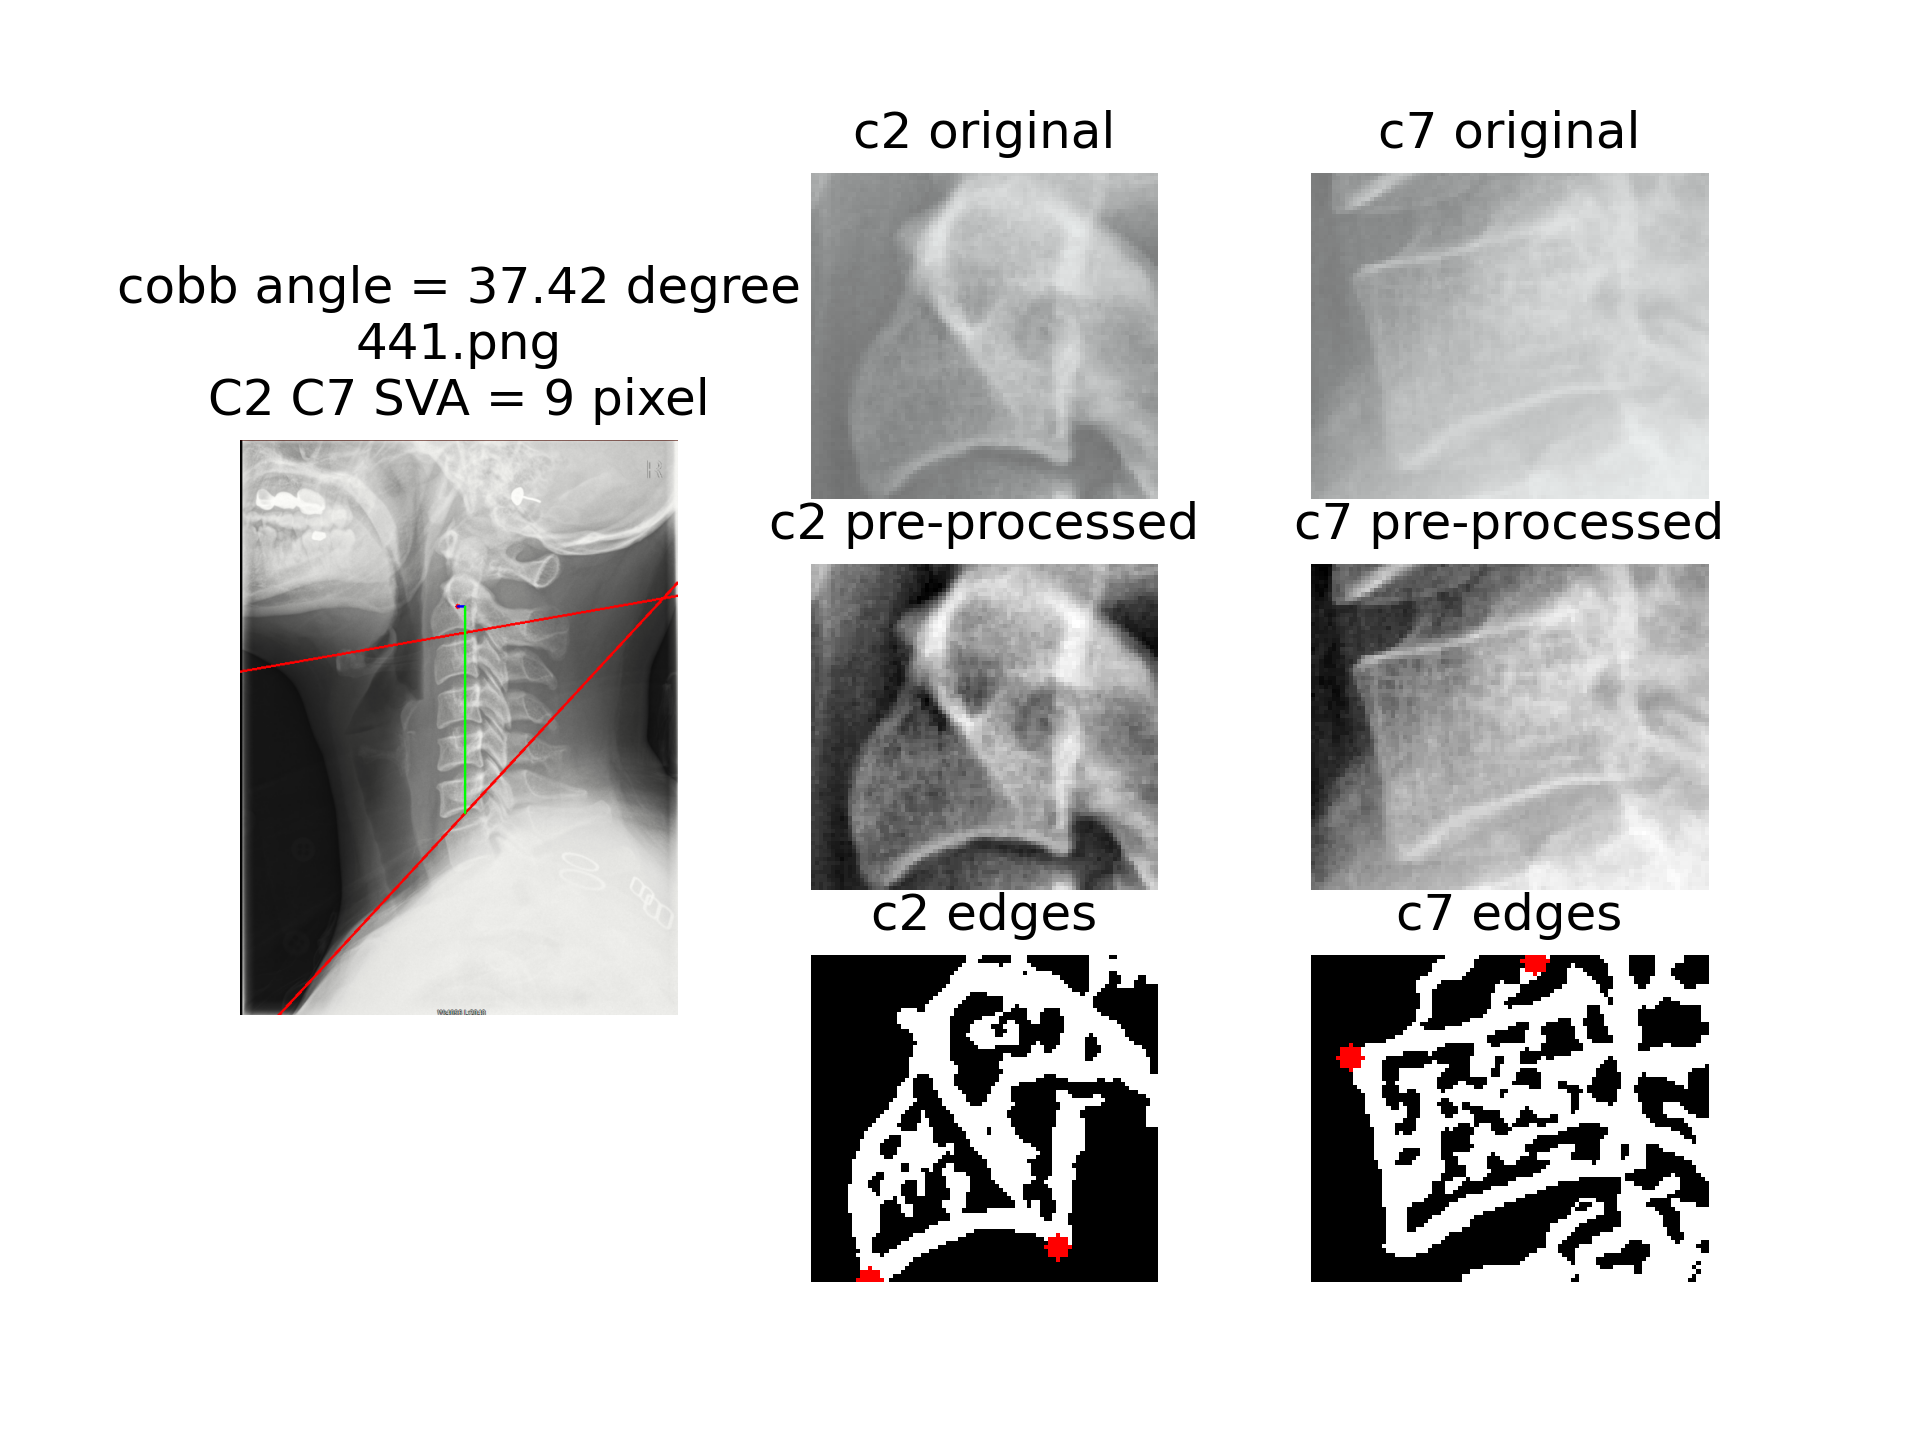 cobb angle = 37.42 degree
441.png
C2 C7 SVA = 9 pixel
c2 original
c7 original
c2 pre-processed
c7 pre-processed
c2 edges
c7 edges
R